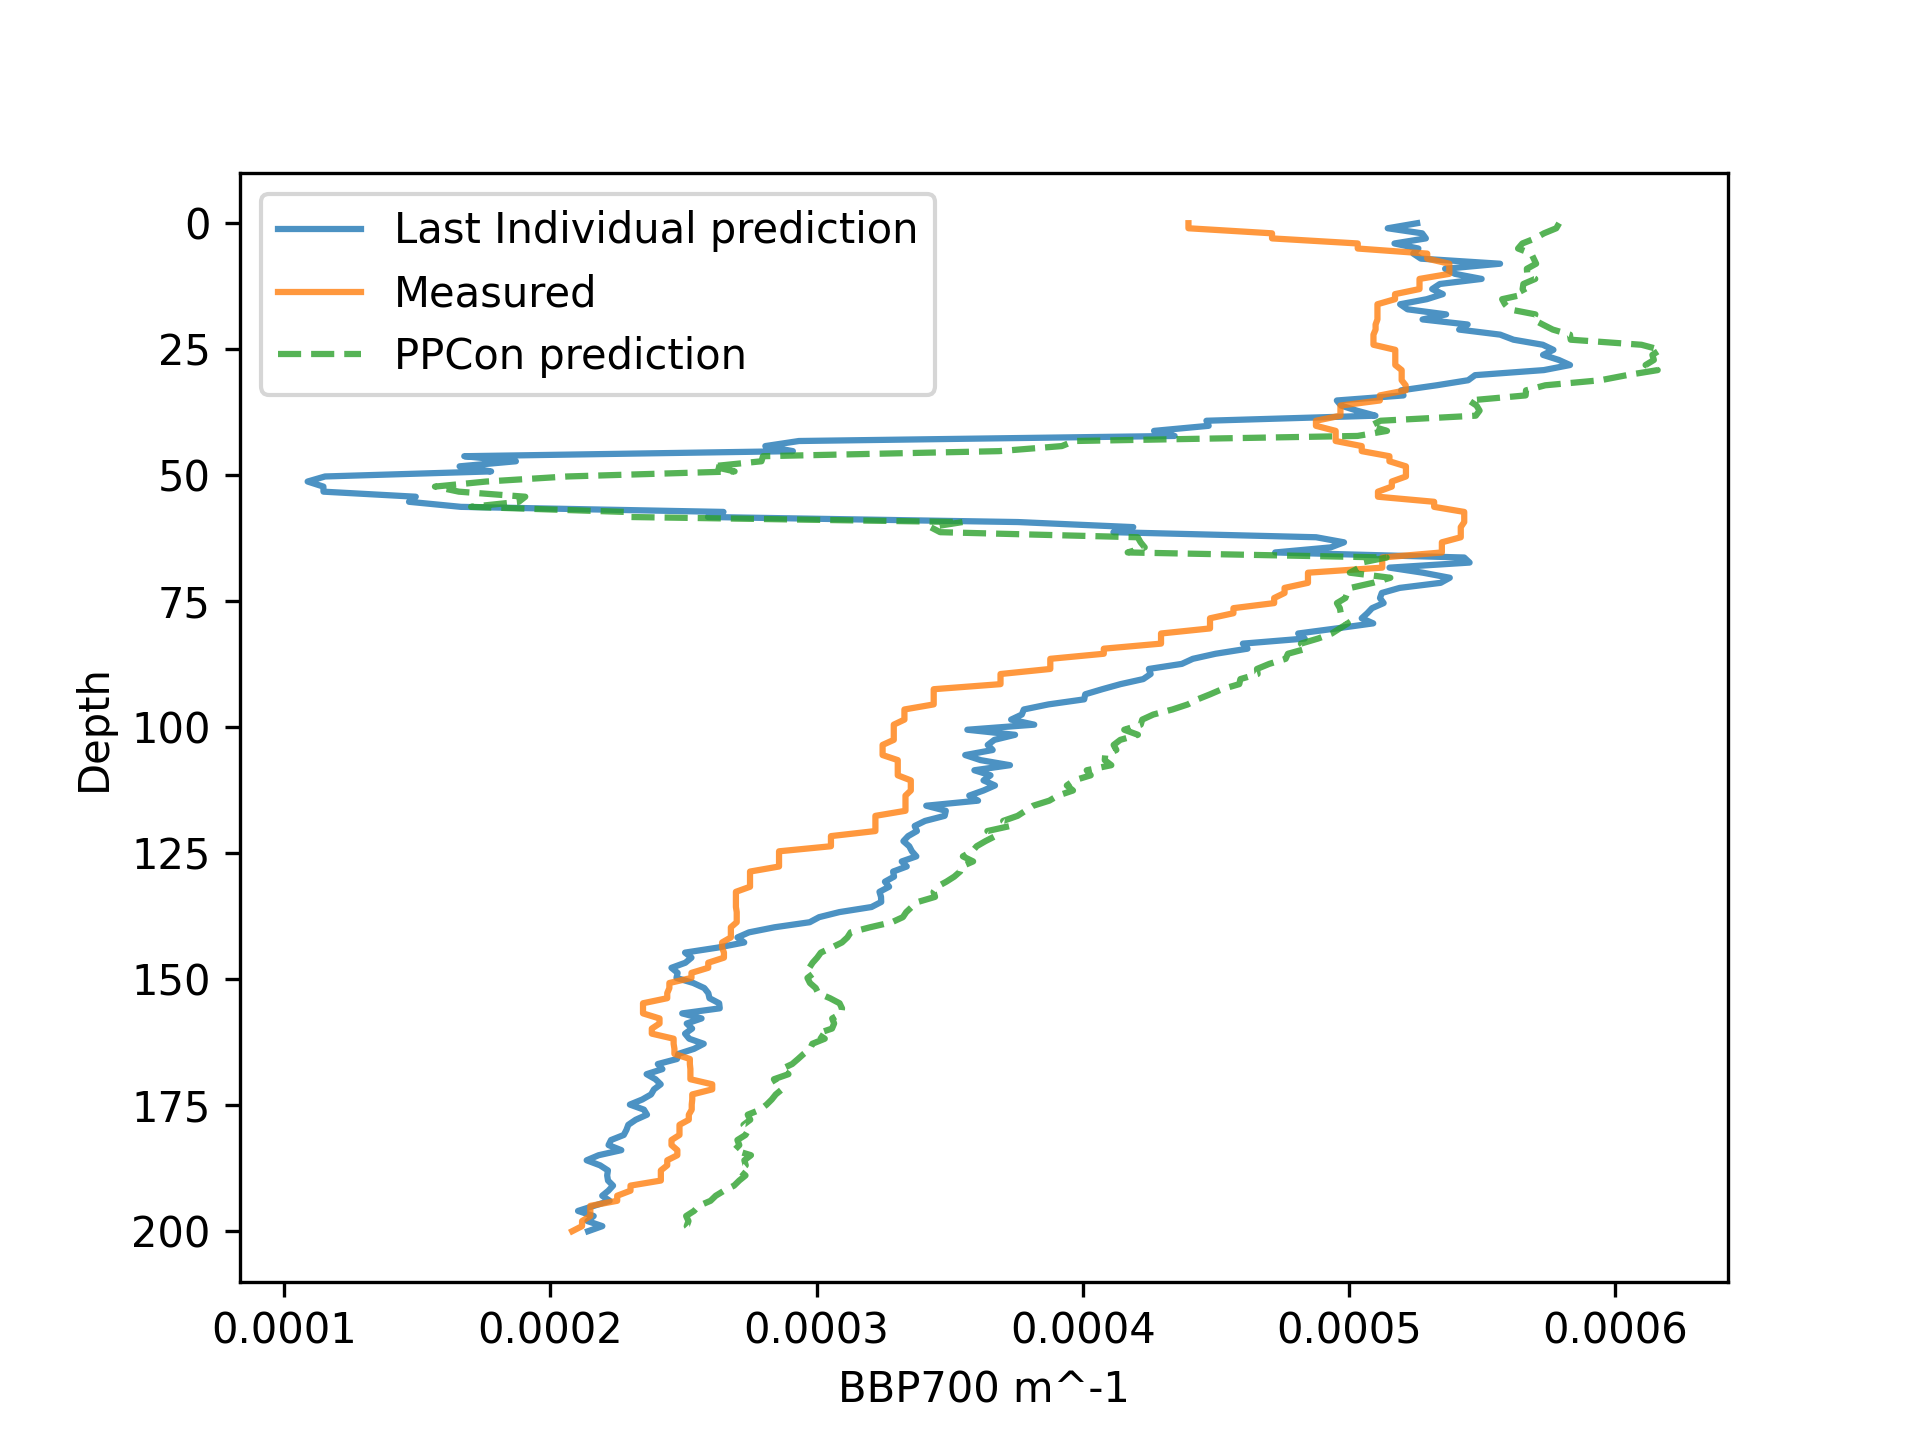 Last Individual prediction
Measured
PPCon prediction
0
25
50
75
100
125
150
175
200
Depth
0.0001 0.0002 0.0003 0.0004 0.0005 0.0006
BBP700 m^-1